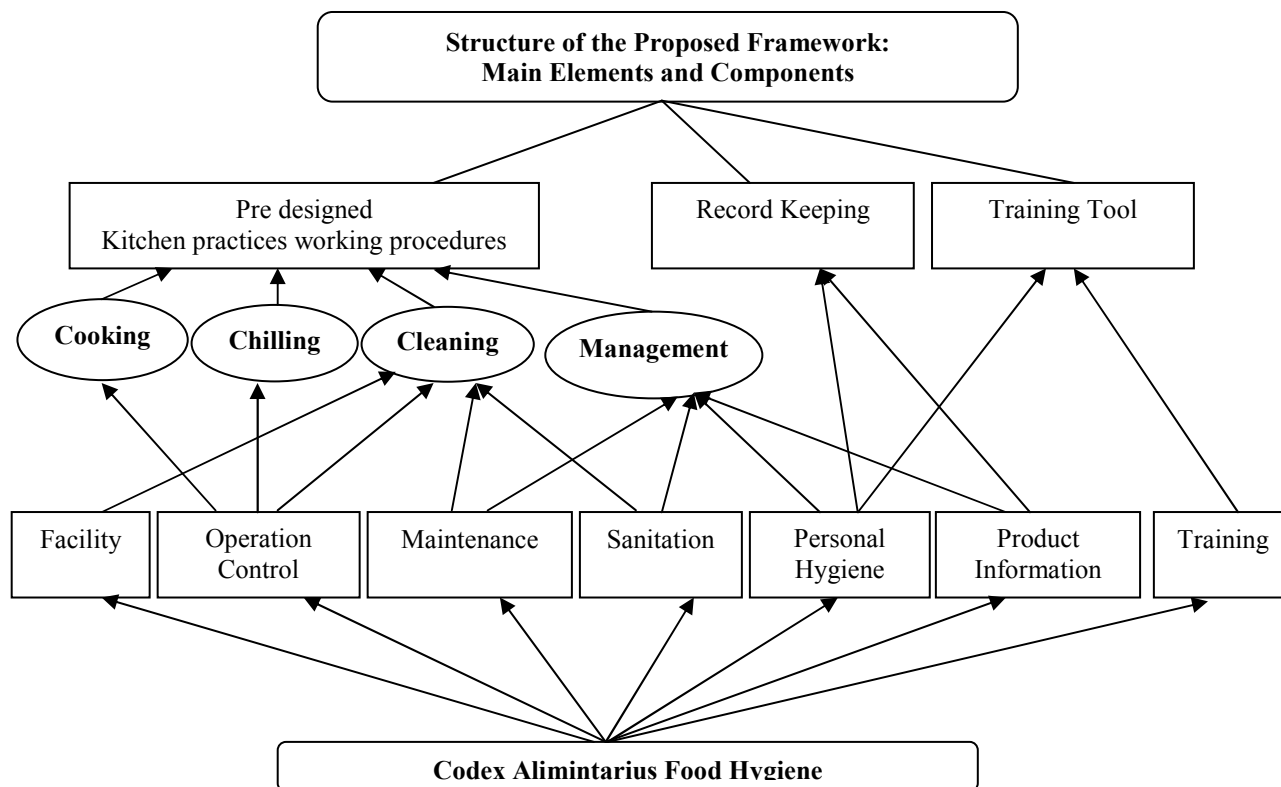 Structure of the Proposed Framework:
Main Elements and Components
Pre designed
Kitchen practices working procedures
Record Keeping
Training Tool
Cooking
Chilling
Cleaning
Management
Facility
Operation
Control
Maintenance
Sanitation
Personal
Hygiene
Product
Information
Training
Codex Alimintarius Food Hygiene